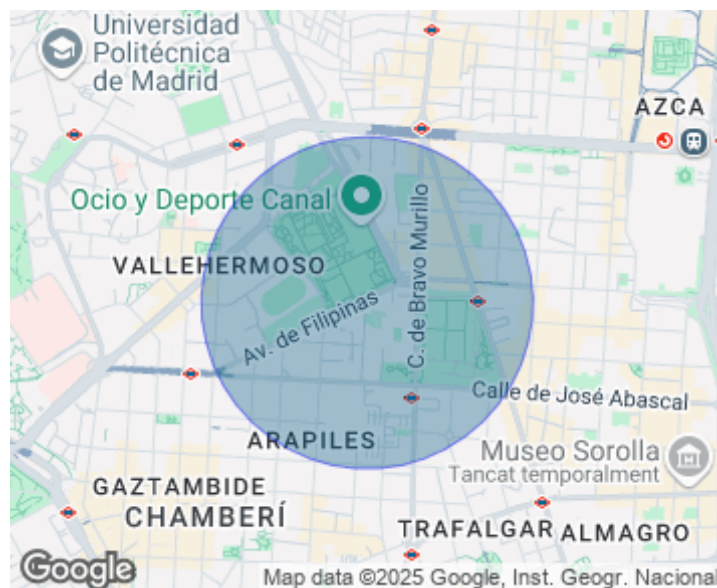 Universidad
Politécnica
de Madrid
AZCA
Ocio y Deporte Canal
VALLEHERMOSO
C. de Bravo Murillo
Av. de Filipinas
Calle de José Abascal
ARAPILES
Museo Sorolla
Tancat temporalment
GAZTAMBIDE
CHAMBERÍ
TRAFALGAR
ALMAGRO
Google
Map data ©2025 Google, Inst. Geogr. Nacional